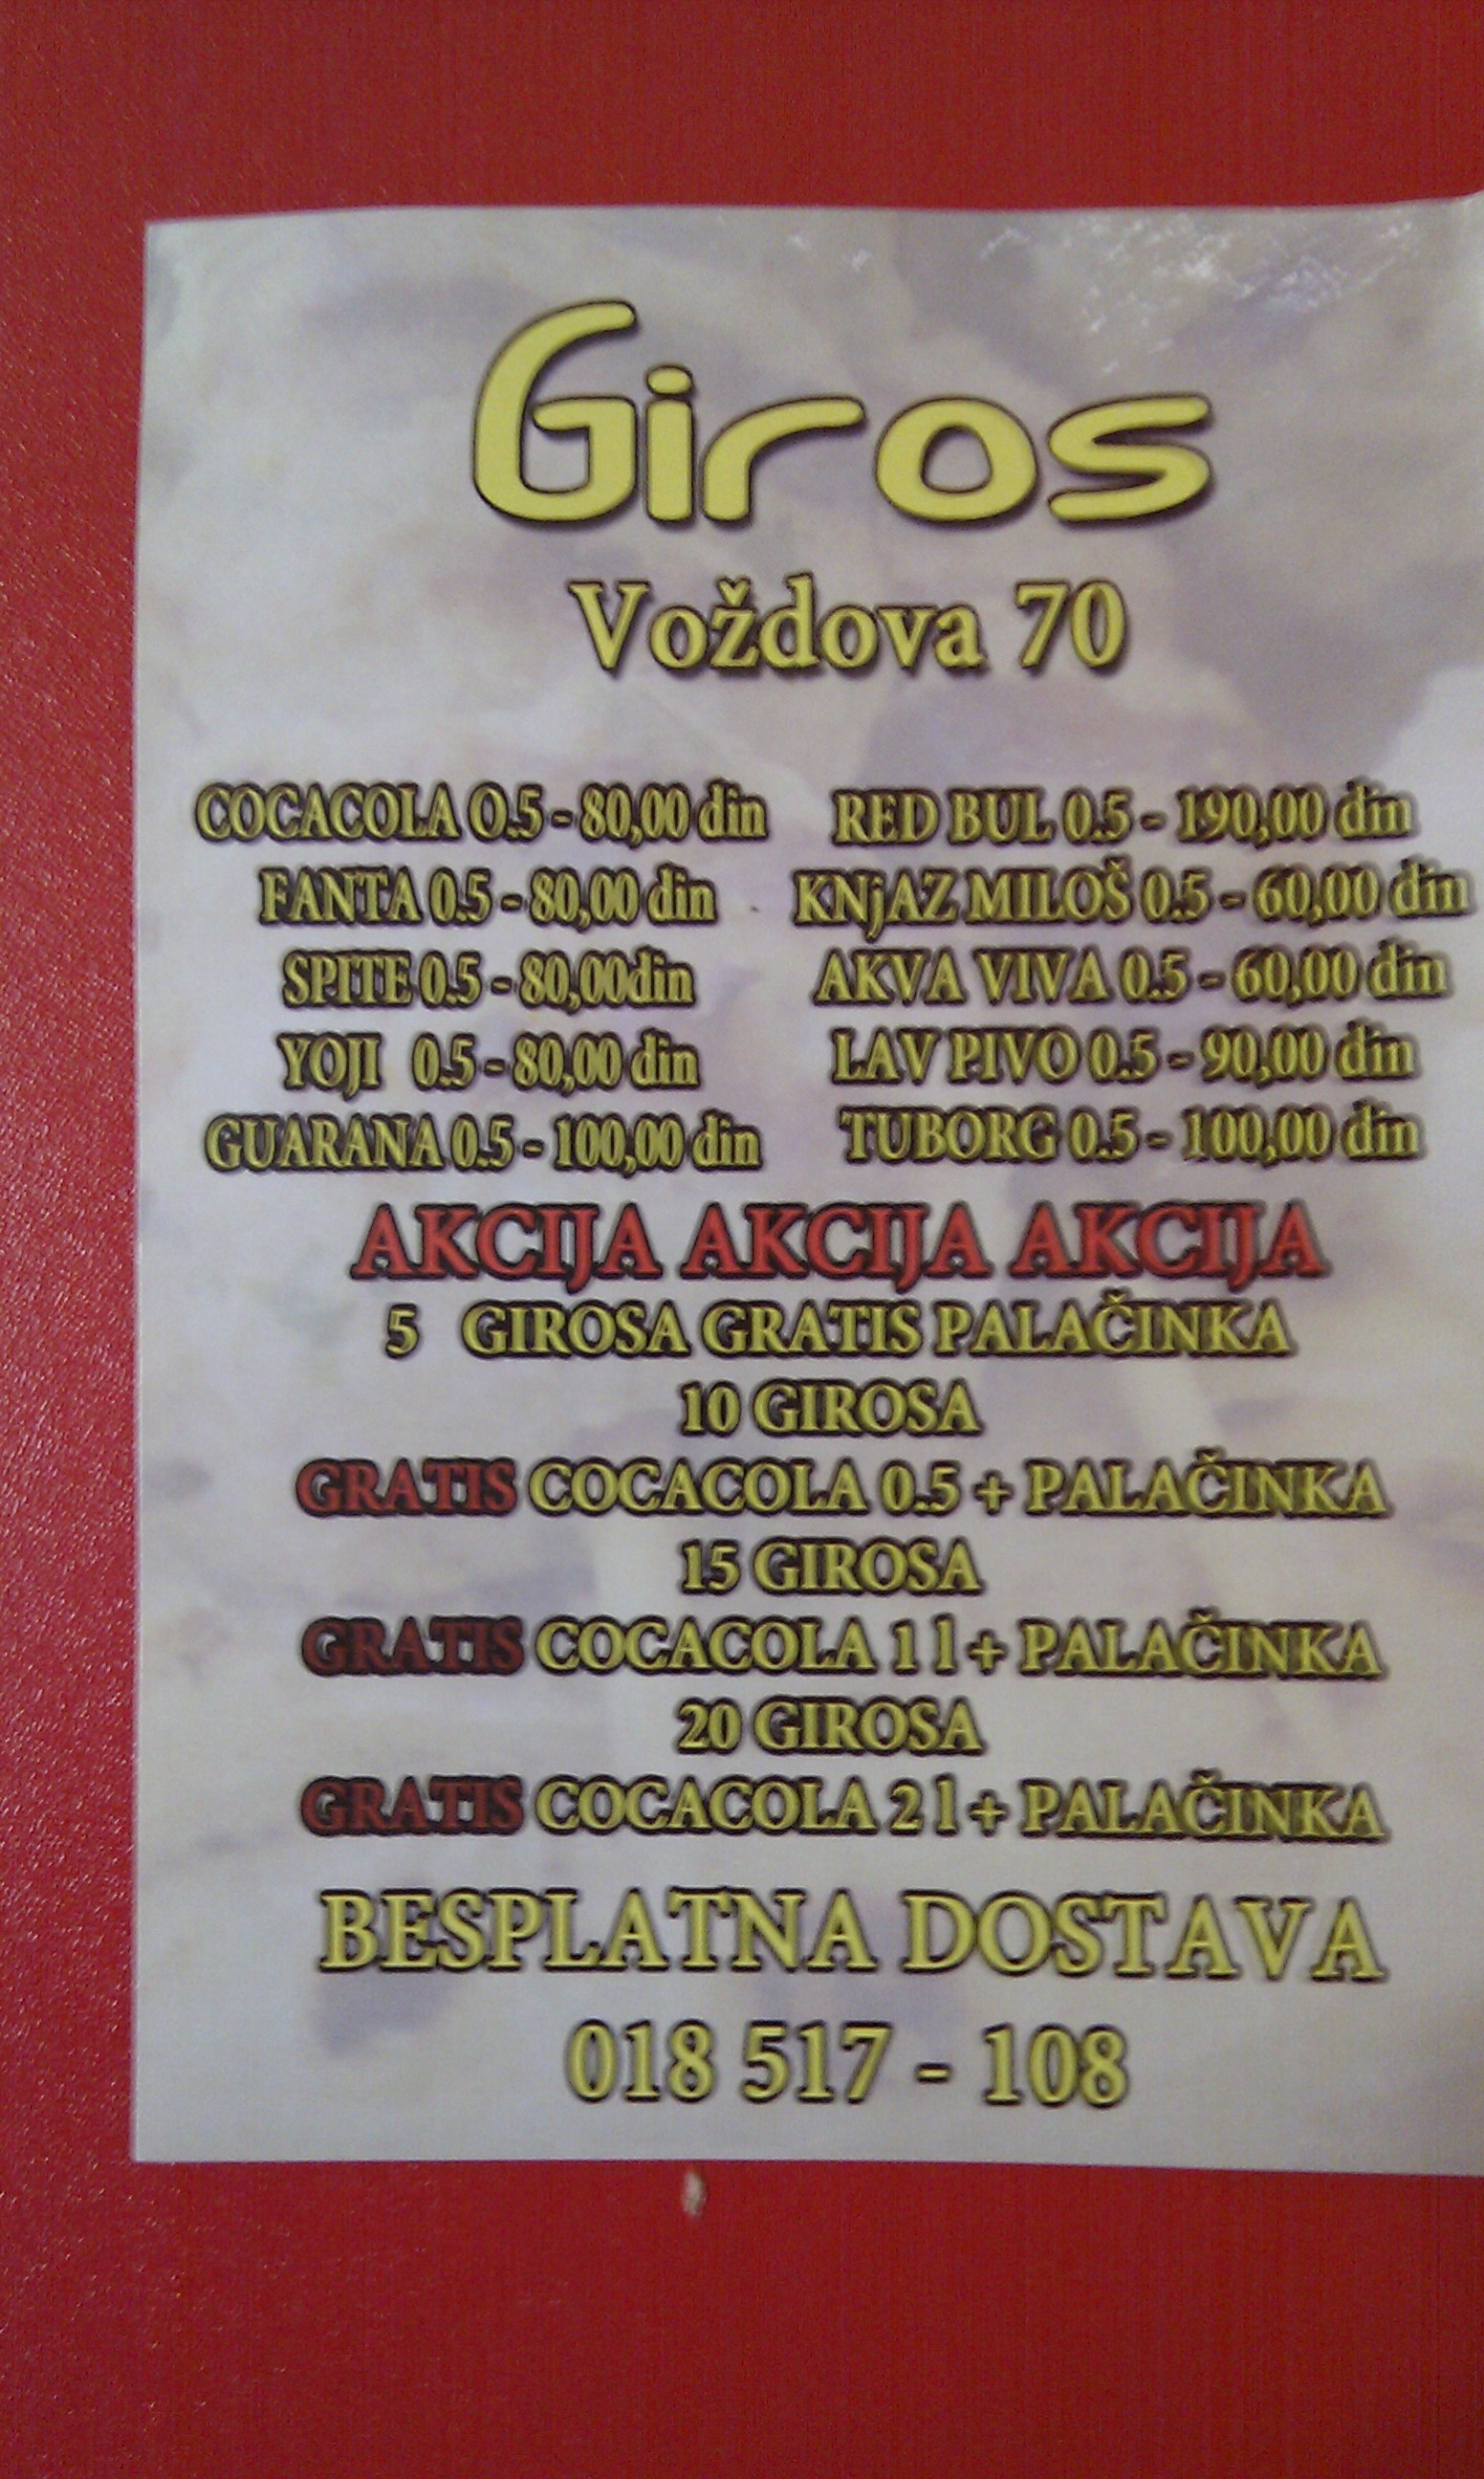 Giros
Voždova 70
COCACOLA O.5 - 80,00 din
FANTA 0.5 - 80,00 din
SPITE 0.5 - 80,00din
YOJI 0.5 - 80,00 din
GUARANA 0.5 - 100,00 din
RED BUL 0.5 - 190,00 din
KNjAZ MILOŠ 0.5 - 60,00 din
AKVA VIVA 0.5 - 60,00 din
LAV PIVO 0.5 - 90,00 din
TUBORG 0.5 - 100,00 din
AKCIJA AKCIJA AKCIJA
5 GIROSA GRATIS PALAČINKA
10 GIROSA
GRATIS COCACOLA 0.5 + PALAČINKA
15 GIROSA
GRATIS COCACOLA 1 l + PALAČINKA
20 GIROSA
GRATIS COCACOLA 2 l + PALAČINKA
BESPLATNA DOSTAVA
018 517 - 108